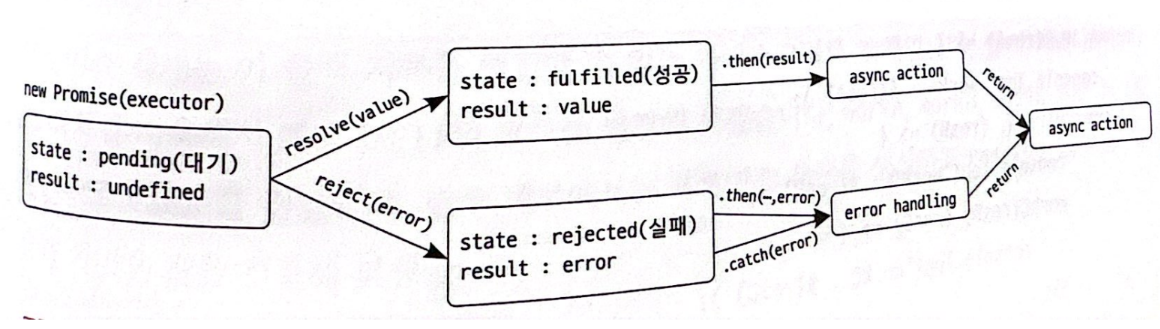 new Promise(executor)
state : pending(대기)
result : undefined
resolve(value)
reject(error)
state : fulfilled(성공)
result : value
state : rejected(실패)
result : error
.then(result)
async action
.then(–,error)
.catch(error)
error handling
return
return
async action